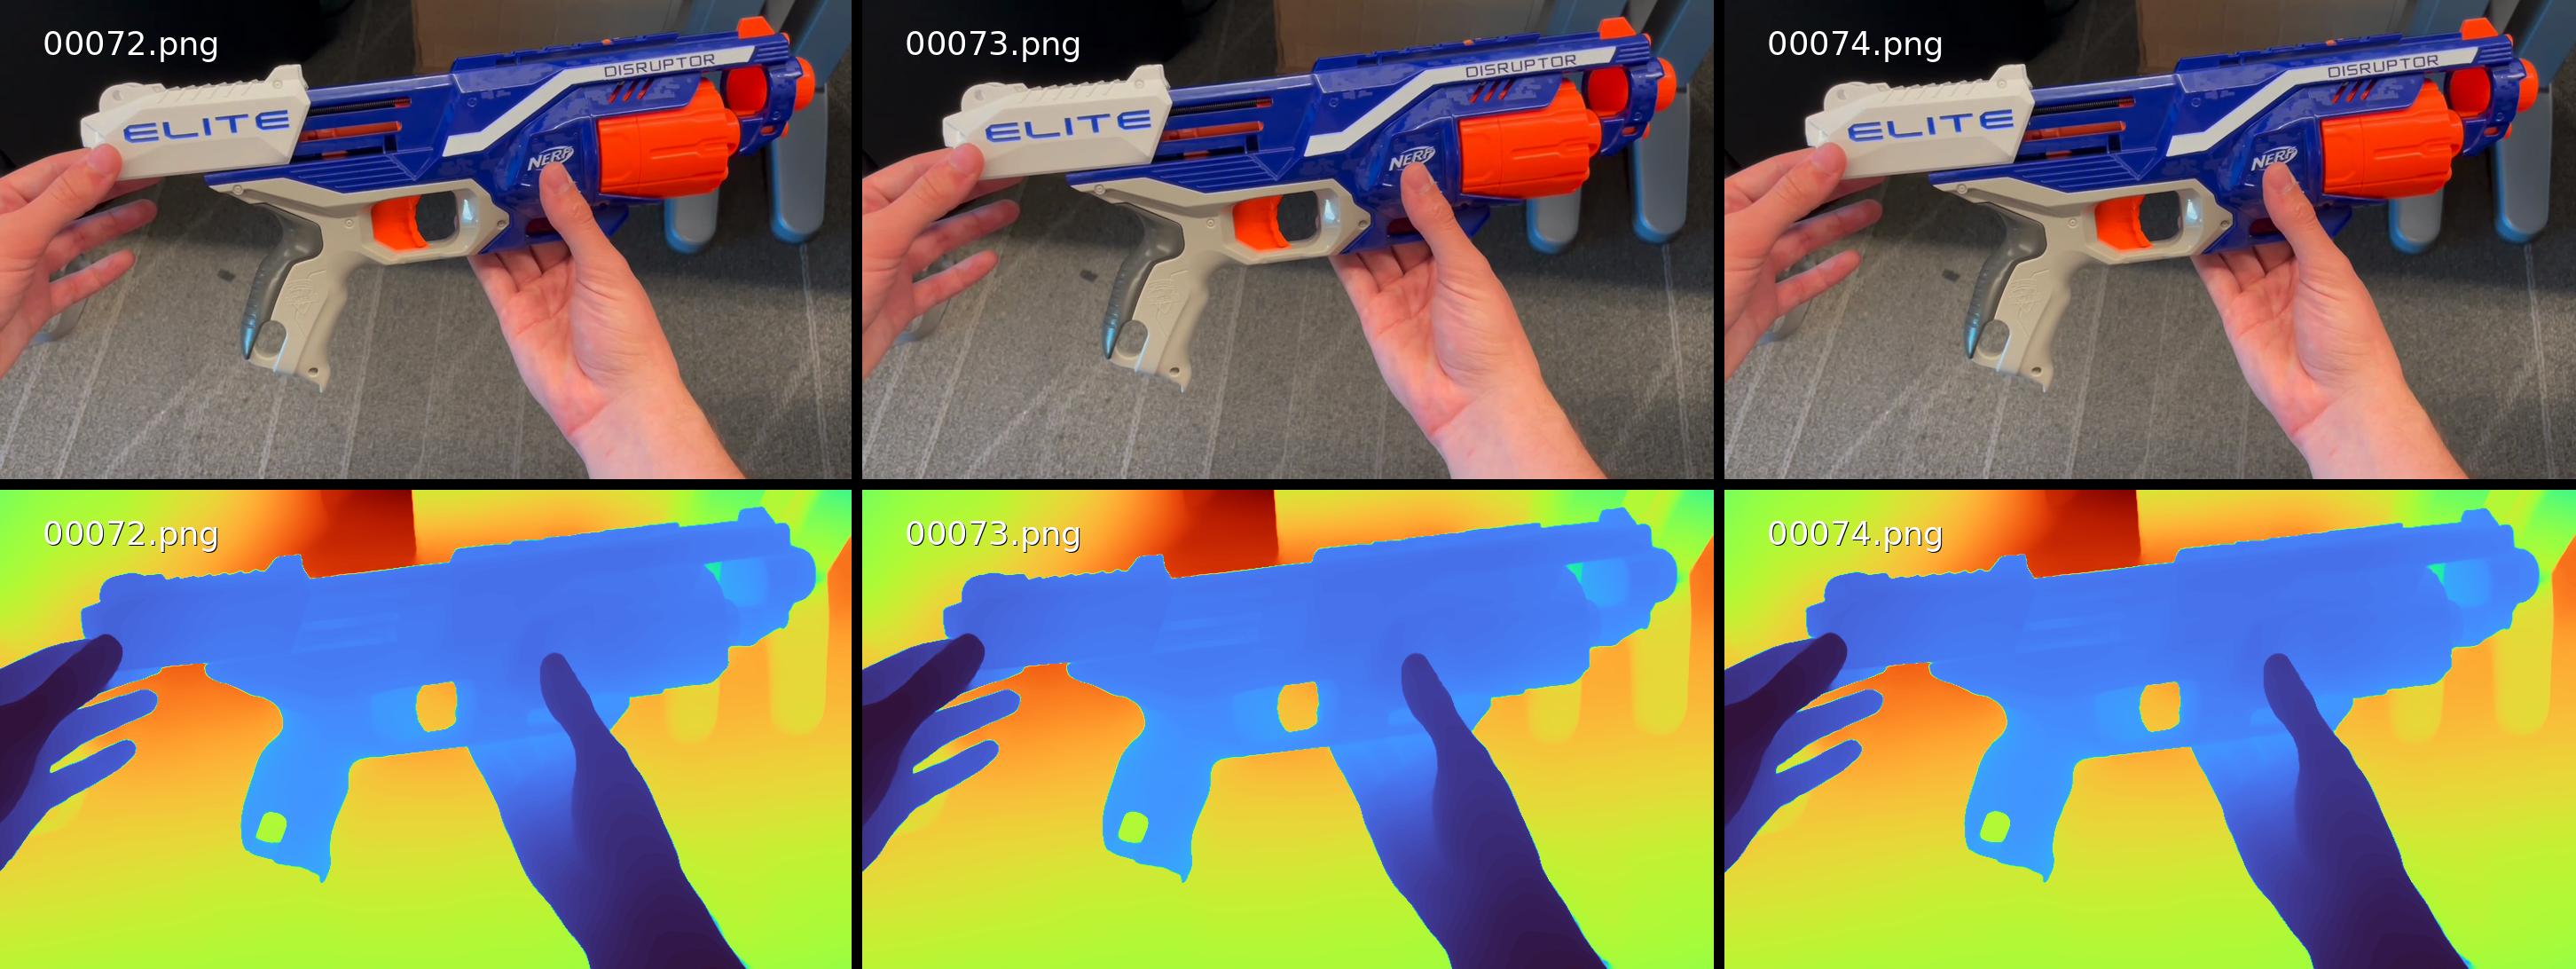 00072.png
DISRUPTOR
ELITE
NERF
00073.png
DISRUPTOR
ELITE
NERF
00074.png
DISRUPTOR
ELITE
NERF
00072.png
00073.png
00074.png